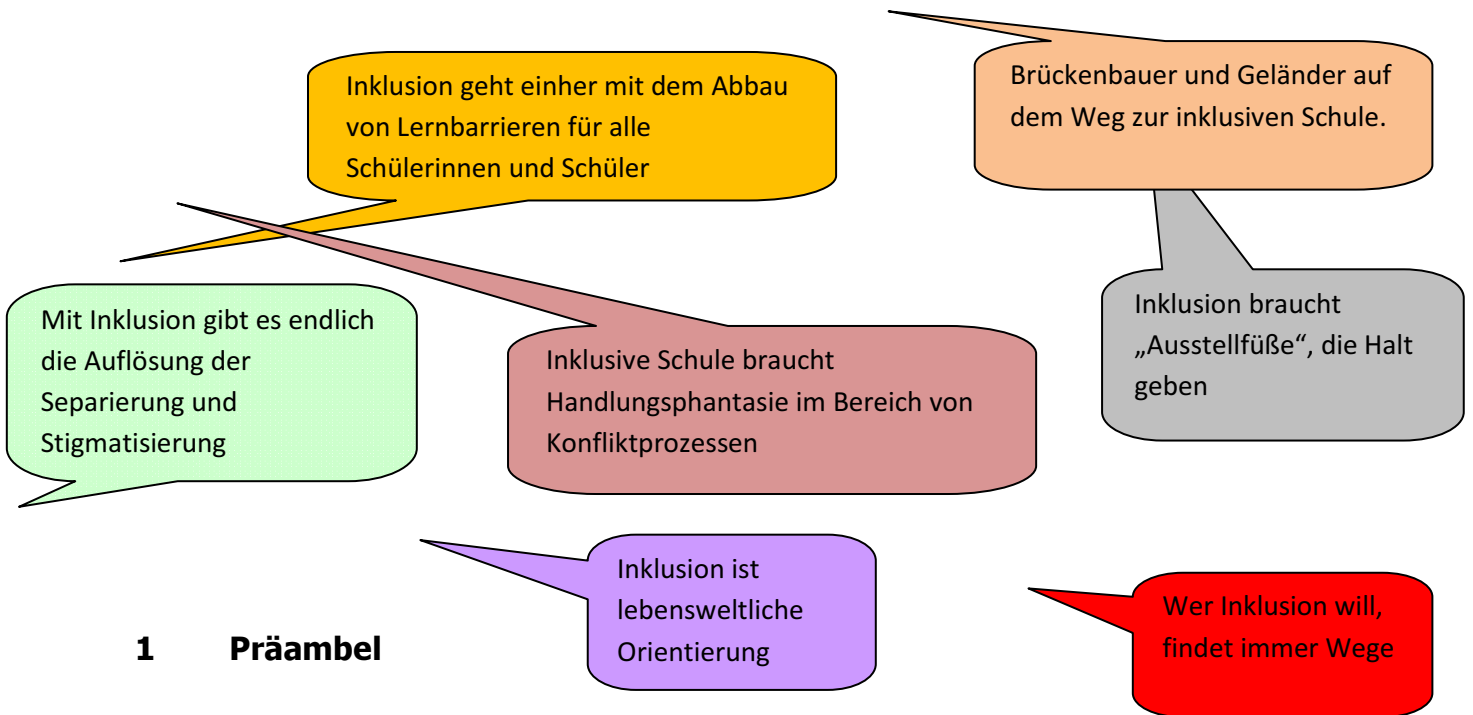 Brückenbauer und Geländer auf
dem Weg zur inklusiven Schule.
Inklusion geht einher mit dem Abbau
von Lernbarrieren für alle
Schülerinnen und Schüler
Mit Inklusion gibt es endlich
die Auflösung der
Separierung und
Stigmatisierung
Inklusive Schule braucht
Handlungsphantasie im Bereich von
Konfliktprozessen
Inklusion braucht
„Ausstellfüße“, die Halt
geben
Inklusion ist
lebensweltliche
Orientierung
Wer Inklusion will,
findet immer Wege
1 Präambel